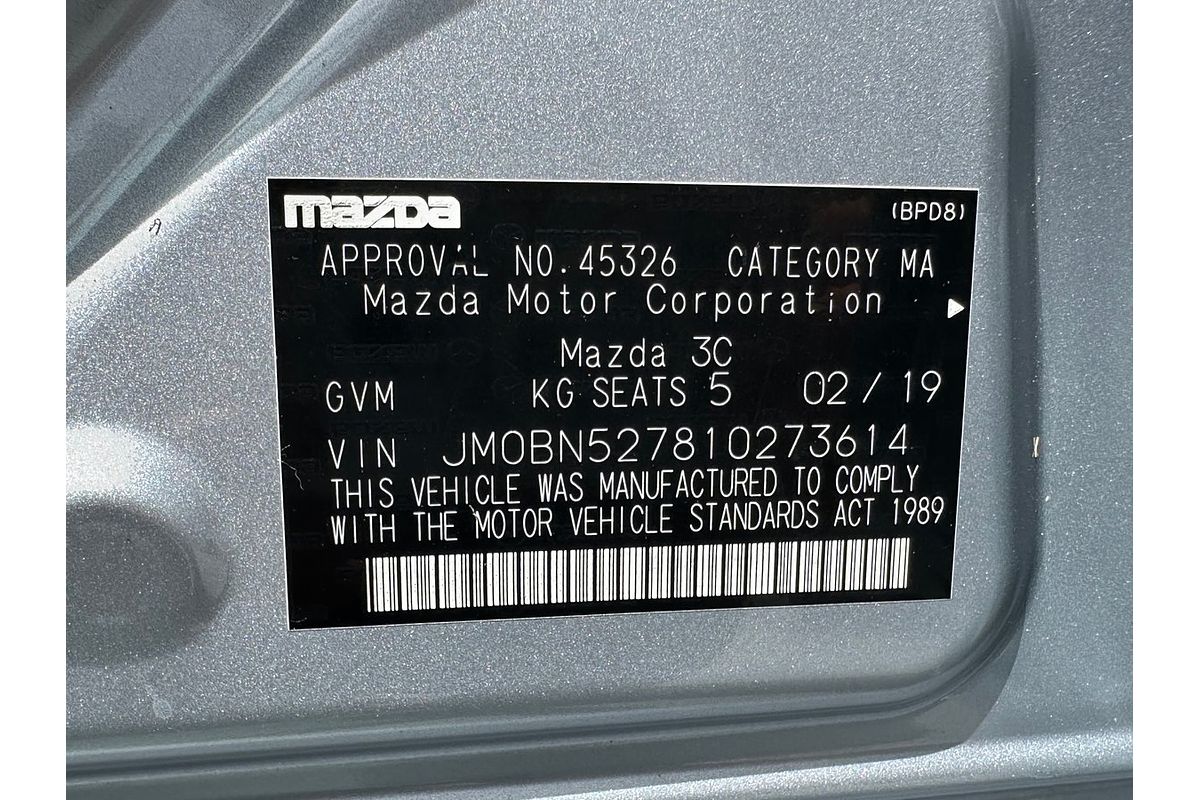 mazda (BPD8)
APPROVAL NO. 45326 CATEGORY MA
Mazda Motor Corporation
Mazda 3C
GVM KG SEATS 5 02/19
VIN JM0BN527810273614
THIS VEHICLE WAS MANUFACTURED TO COMPLY
WITH THE MOTOR VEHICLE STANDARDS ACT 1989